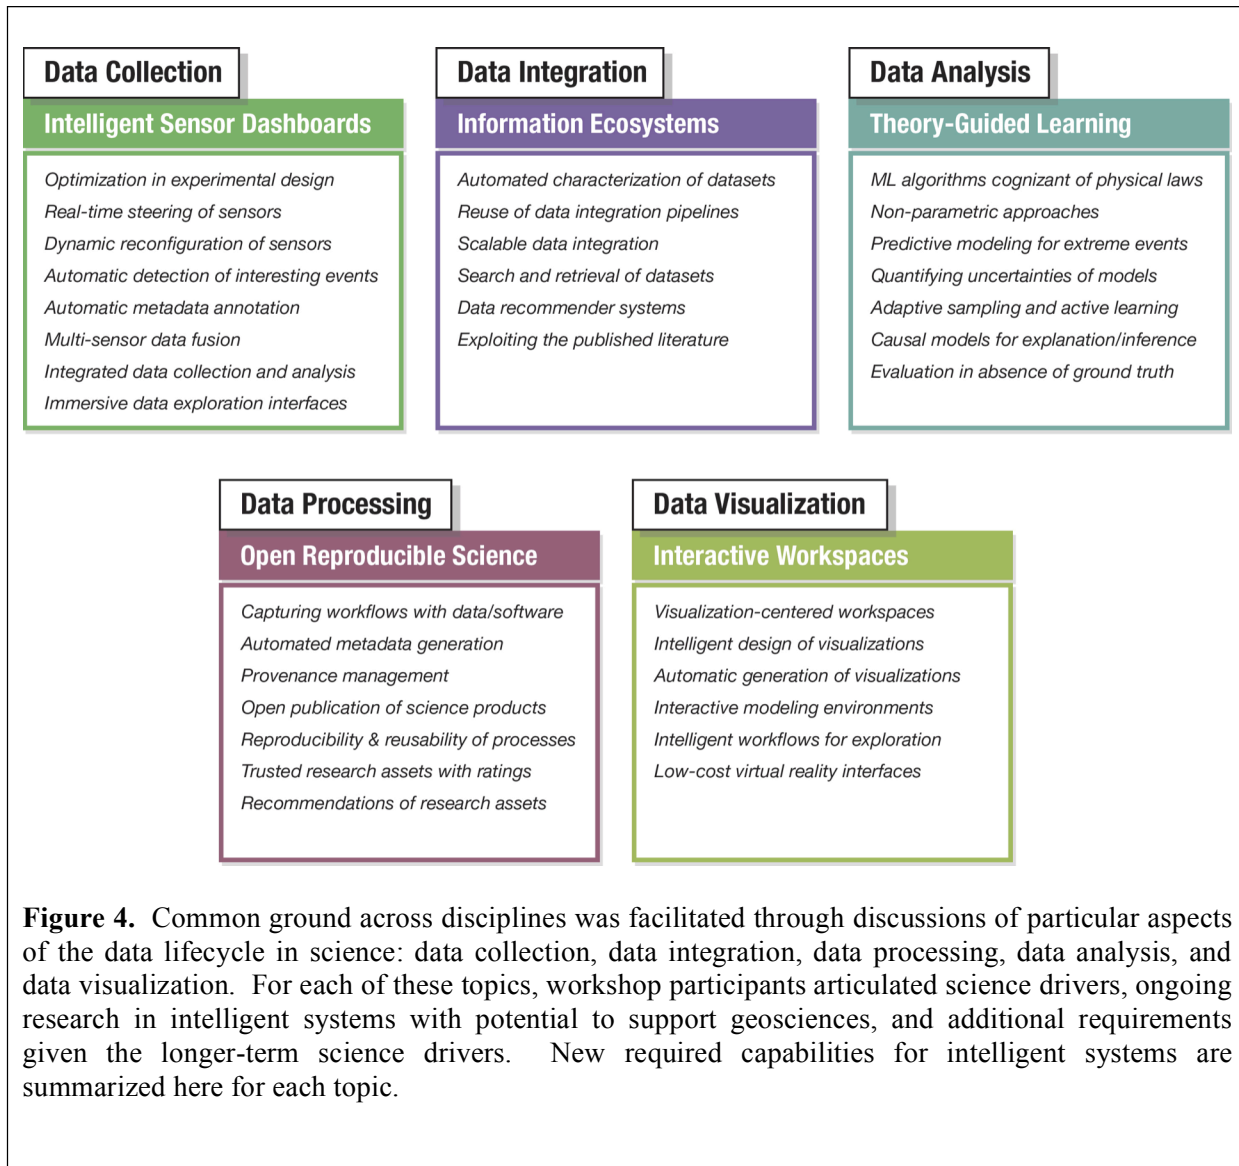 Data Collection
Intelligent Sensor Dashboards
Optimization in experimental design
Real-time steering of sensors
Dynamic reconfiguration of sensors
Automatic detection of interesting events
Automatic metadata annotation
Multi-sensor data fusion
Integrated data collection and analysis
Immersive data exploration interfaces
Data Integration
Information Ecosystems
Automated characterization of datasets
Reuse of data integration pipelines
Scalable data integration
Search and retrieval of datasets
Data recommender systems
Exploiting the published literature
Data Analysis
Theory-Guided Learning
ML algorithms cognizant of physical laws
Non-parametric approaches
Predictive modeling for extreme events
Quantifying uncertainties of models
Adaptive sampling and active learning
Causal models for explanation/inference
Evaluation in absence of ground truth
Data Processing
Open Reproducible Science
Capturing workflows with data/software
Automated metadata generation
Provenance management
Open publication of science products
Reproducibility & reusability of processes
Trusted research assets with ratings
Recommendations of research assets
Data Visualization
Interactive Workspaces
Visualization-centered workspaces
Intelligent design of visualizations
Automatic generation of visualizations
Interactive modeling environments
Intelligent workflows for exploration
Low-cost virtual reality interfaces
Figure 4. Common ground across disciplines was facilitated through discussions of particular aspects
of the data lifecycle in science: data collection, data integration, data processing, data analysis, and
data visualization. For each of these topics, workshop participants articulated science drivers, ongoing
research in intelligent systems with potential to support geosciences, and additional requirements
given the longer-term science drivers. New required capabilities for intelligent systems are
summarized here for each topic.